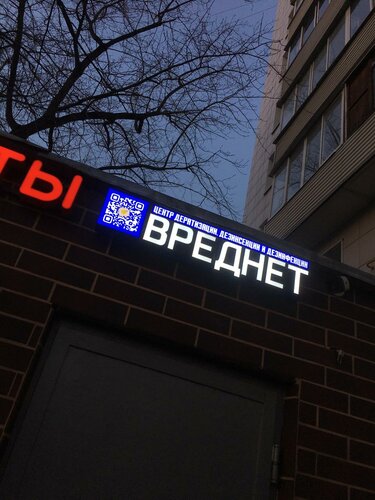 ТЫ
ЦЕНТР ДЕРАТИЗАЦИИ, ДЕЗИНСЕКЦИИ И ДЕЗИНФЕКЦИИ
ВРЕДНЕТ